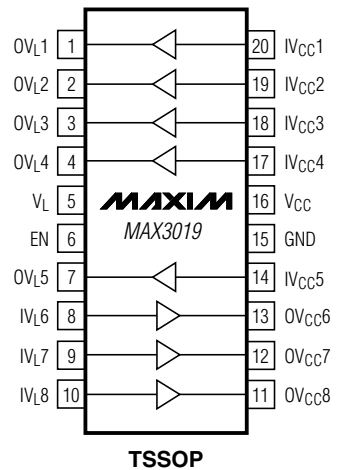 OVL1 1 20 IVCC1
OVL2 2 19 IVCC2
OVL3 3 18 IVCC3
OVL4 4 17 IVCC4
VL 5 MAXIM 16 VCC
EN 6 MAX3019 15 GND
OVL5 7 14 IVCC5
IVL6 8 13 OVCC6
IVL7 9 12 OVCC7
IVL8 10 11 OVCC8
TSSOP